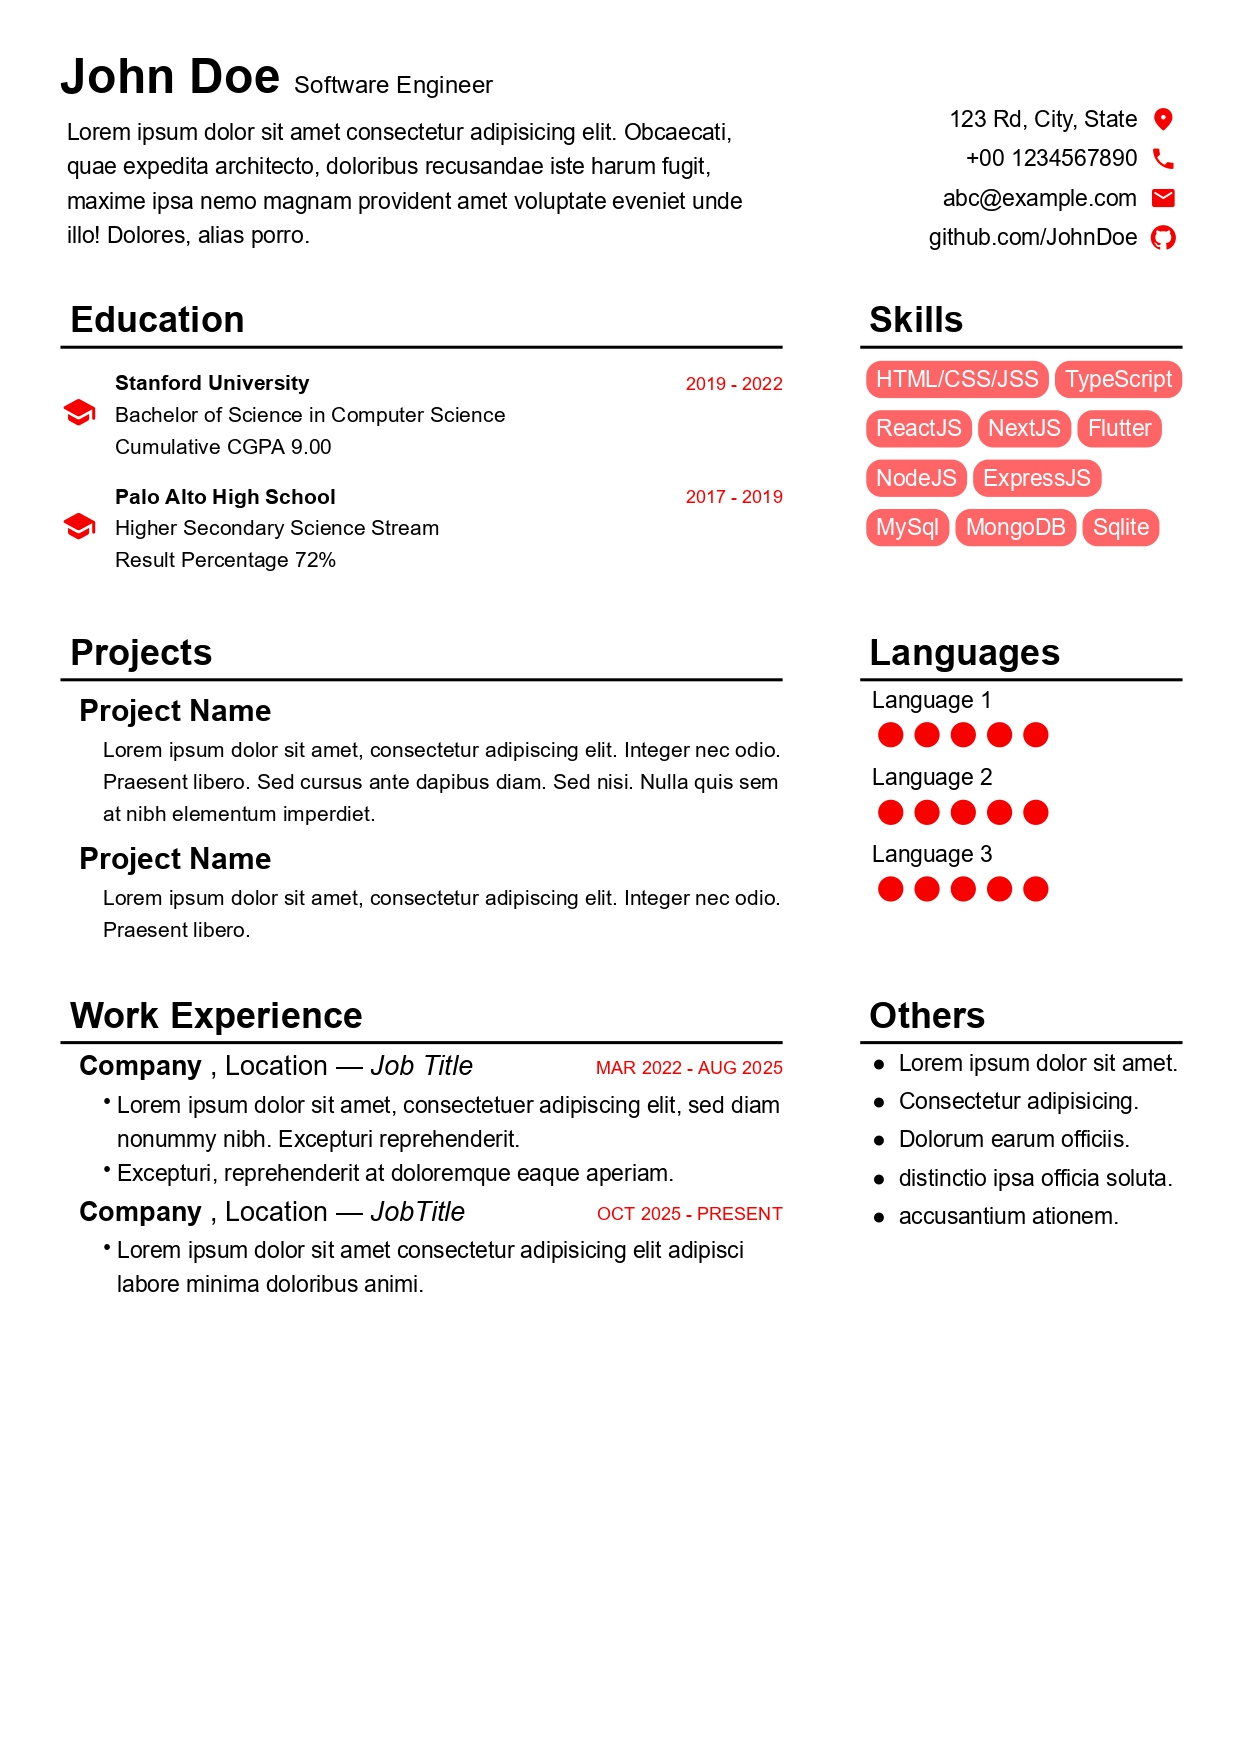 John Doe Software Engineer
Lorem ipsum dolor sit amet consectetur adipisicing elit. Obcaecati,
quae expedita architecto, doloribus recusandae iste harum fugit,
maxime ipsa nemo magnam provident amet voluptate eveniet unde
illo! Dolores, alias porro.
123 Rd, City, State
+00 1234567890
abc@example.com
github.com/JohnDoe
Education
Stanford University 2019 - 2022
Bachelor of Science in Computer Science
Cumulative CGPA 9.00
Palo Alto High School 2017 - 2019
Higher Secondary Science Stream
Result Percentage 72%
Skills
HTML/CSS/JSS TypeScript
ReactJS NextJS Flutter
NodeJS ExpressJS
MySql MongoDB Sqlite
Projects
Project Name
Lorem ipsum dolor sit amet, consectetur adipiscing elit. Integer nec odio.
Praesent libero. Sed cursus ante dapibus diam. Sed nisi. Nulla quis sem
at nibh elementum imperdiet.
Project Name
Lorem ipsum dolor sit amet, consectetur adipiscing elit. Integer nec odio.
Praesent libero.
Languages
Language 1
Language 2
Language 3
Work Experience
Company , Location — Job Title MAR 2022 - AUG 2025
• Lorem ipsum dolor sit amet, consectetuer adipiscing elit, sed diam
nonummy nibh. Excepturi reprehenderit.
• Excepturi, reprehenderit at doloremque eaque aperiam.
Company , Location — JobTitle OCT 2025 - PRESENT
• Lorem ipsum dolor sit amet consectetur adipisicing elit adipisci
labore minima doloribus animi.
Others
● Lorem ipsum dolor sit amet.
● Consectetur adipisicing.
● Dolorum earum officiis.
● distinctio ipsa officia soluta.
● accusantium ationem.